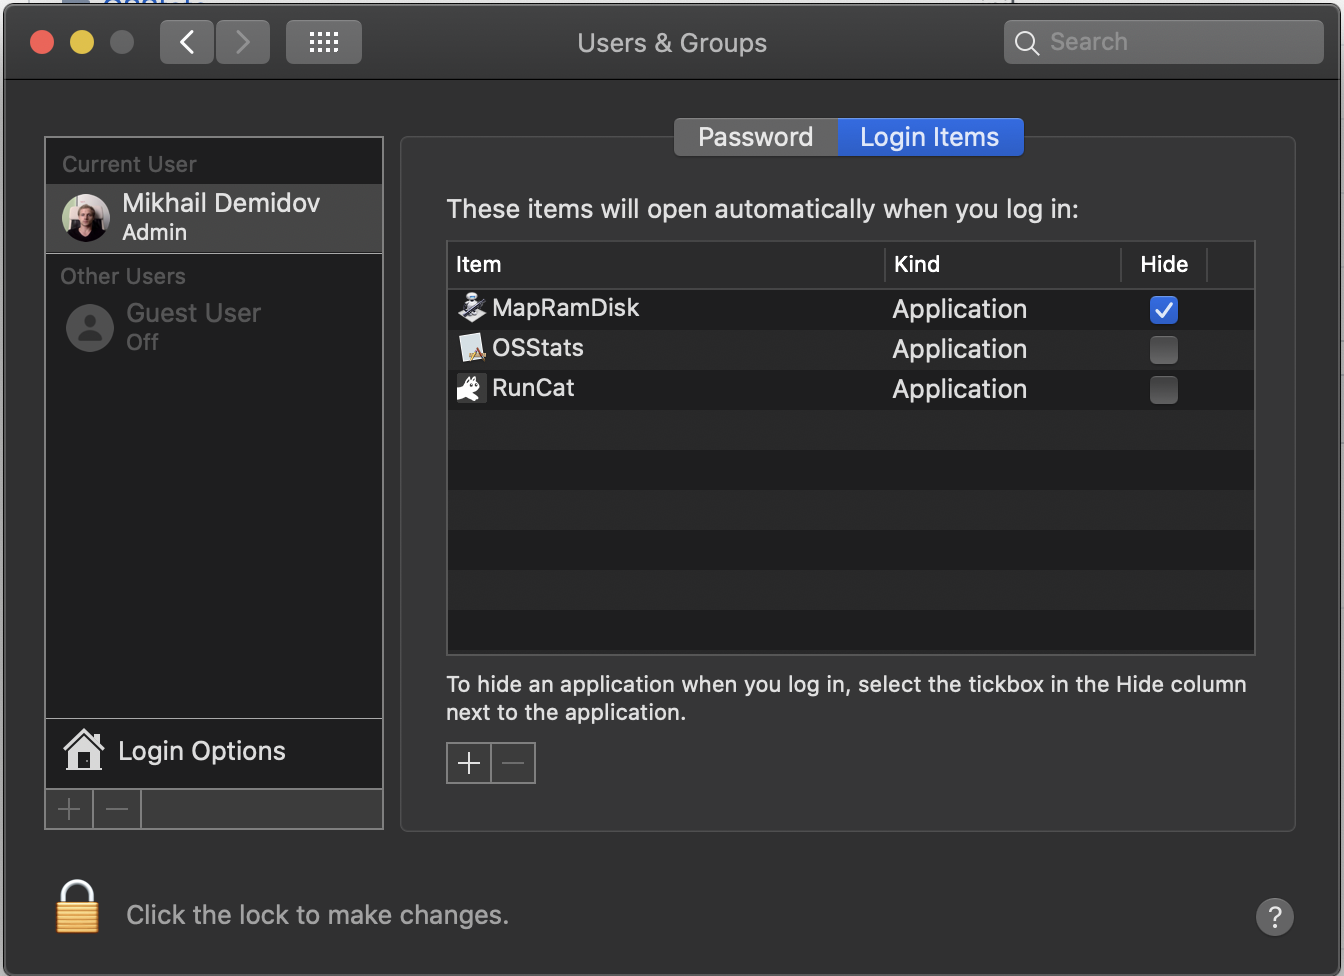 Users & Groups
Search
Password
Login Items
Current User
Mikhail Demidov
Admin
Other Users
Guest User
Off
Login Options
These items will open automatically when you log in:
Item Kind Hide
MapRamDisk Application
OSStats Application
RunCat Application
To hide an application when you log in, select the tickbox in the Hide column
next to the application.
Click the lock to make changes.
?